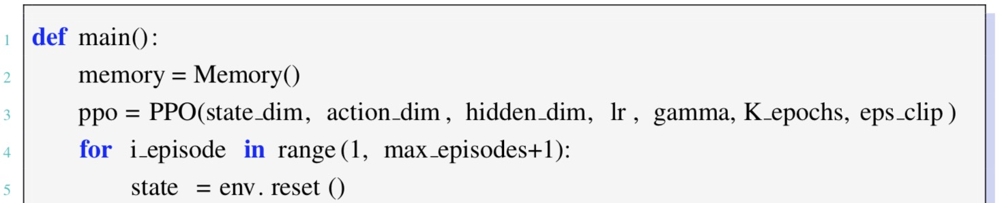 1 def main():
2 memory = Memory()
3 ppo = PPO(state_dim, action_dim, hidden_dim, lr, gamma, K_epochs, eps_clip)
4 for i_episode in range(1, max_episodes+1):
5 state = env.reset()